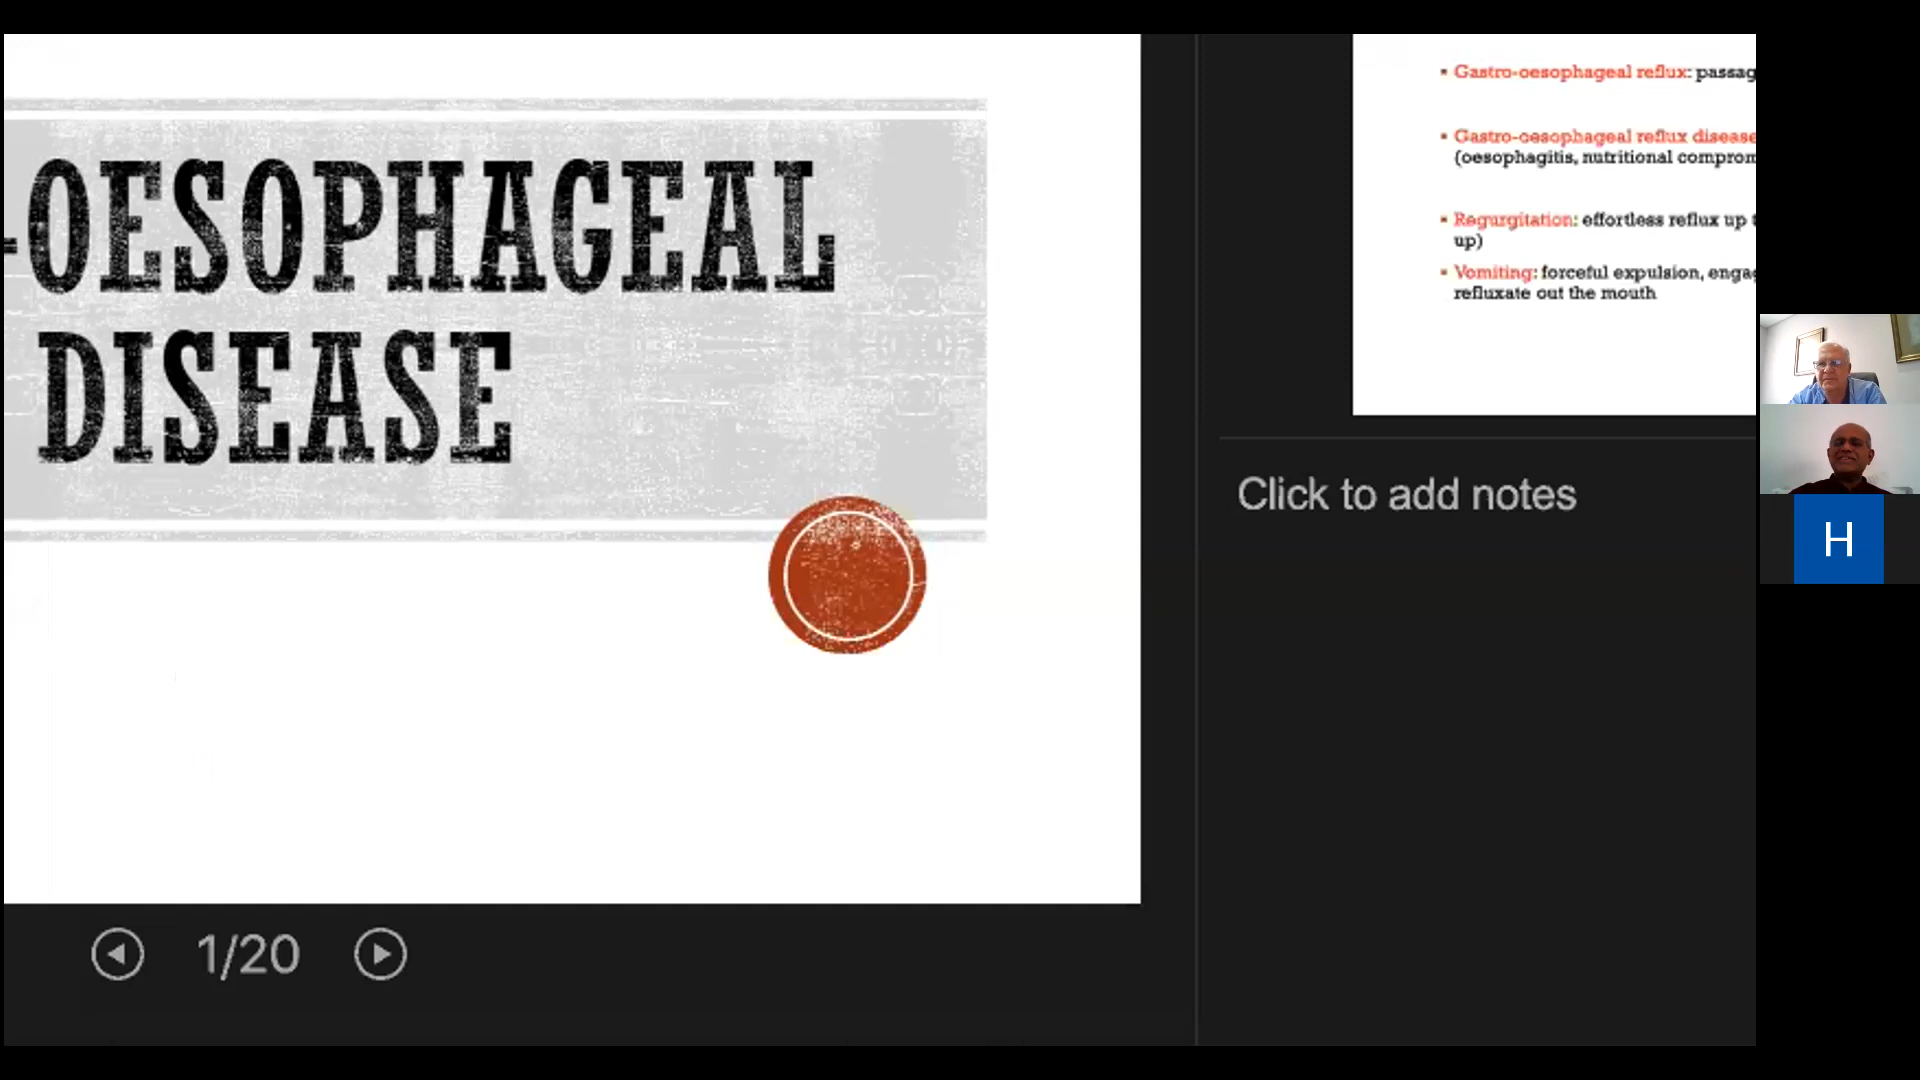 -OESOPHAGEAL
DISEASE
1/20
Gastro-oesophageal reflux: passag
Gastro-oesophageal reflux disease
(oesophagitis, nutritional comprom
Regurgitation: effortless reflux up t
up)
Vomiting: forceful expulsion, engag
refluxate out the mouth
Click to add notes
H